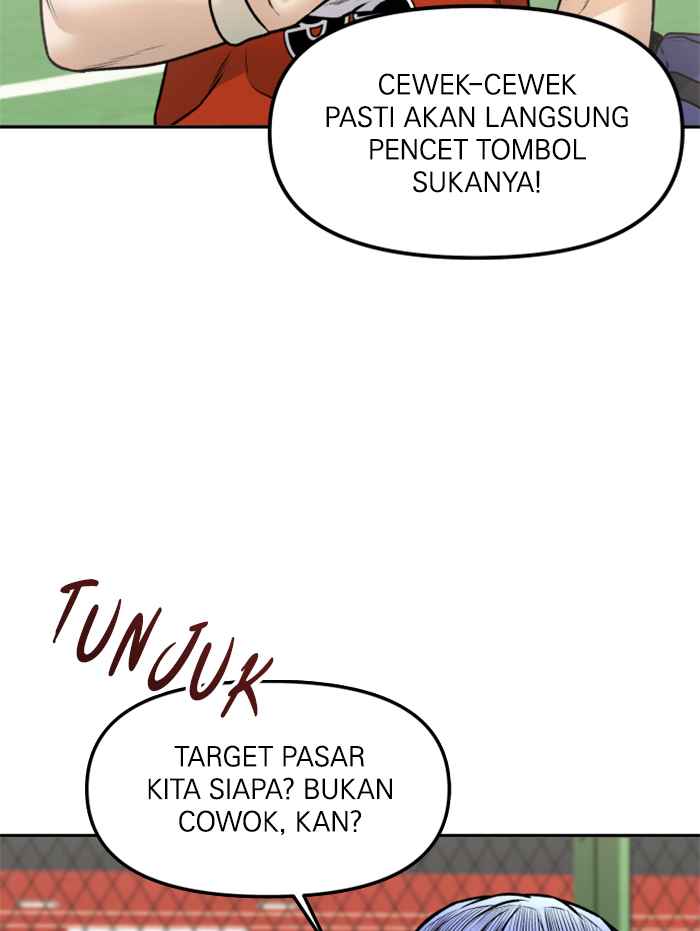 CEWEK-CEWEK
PASTI AKAN LANGSUNG
PENCET TOMBOL
SUKANYA!
TUNJUK
TARGET PASAR
KITA SIAPA? BUKAN
COWOK, KAN?